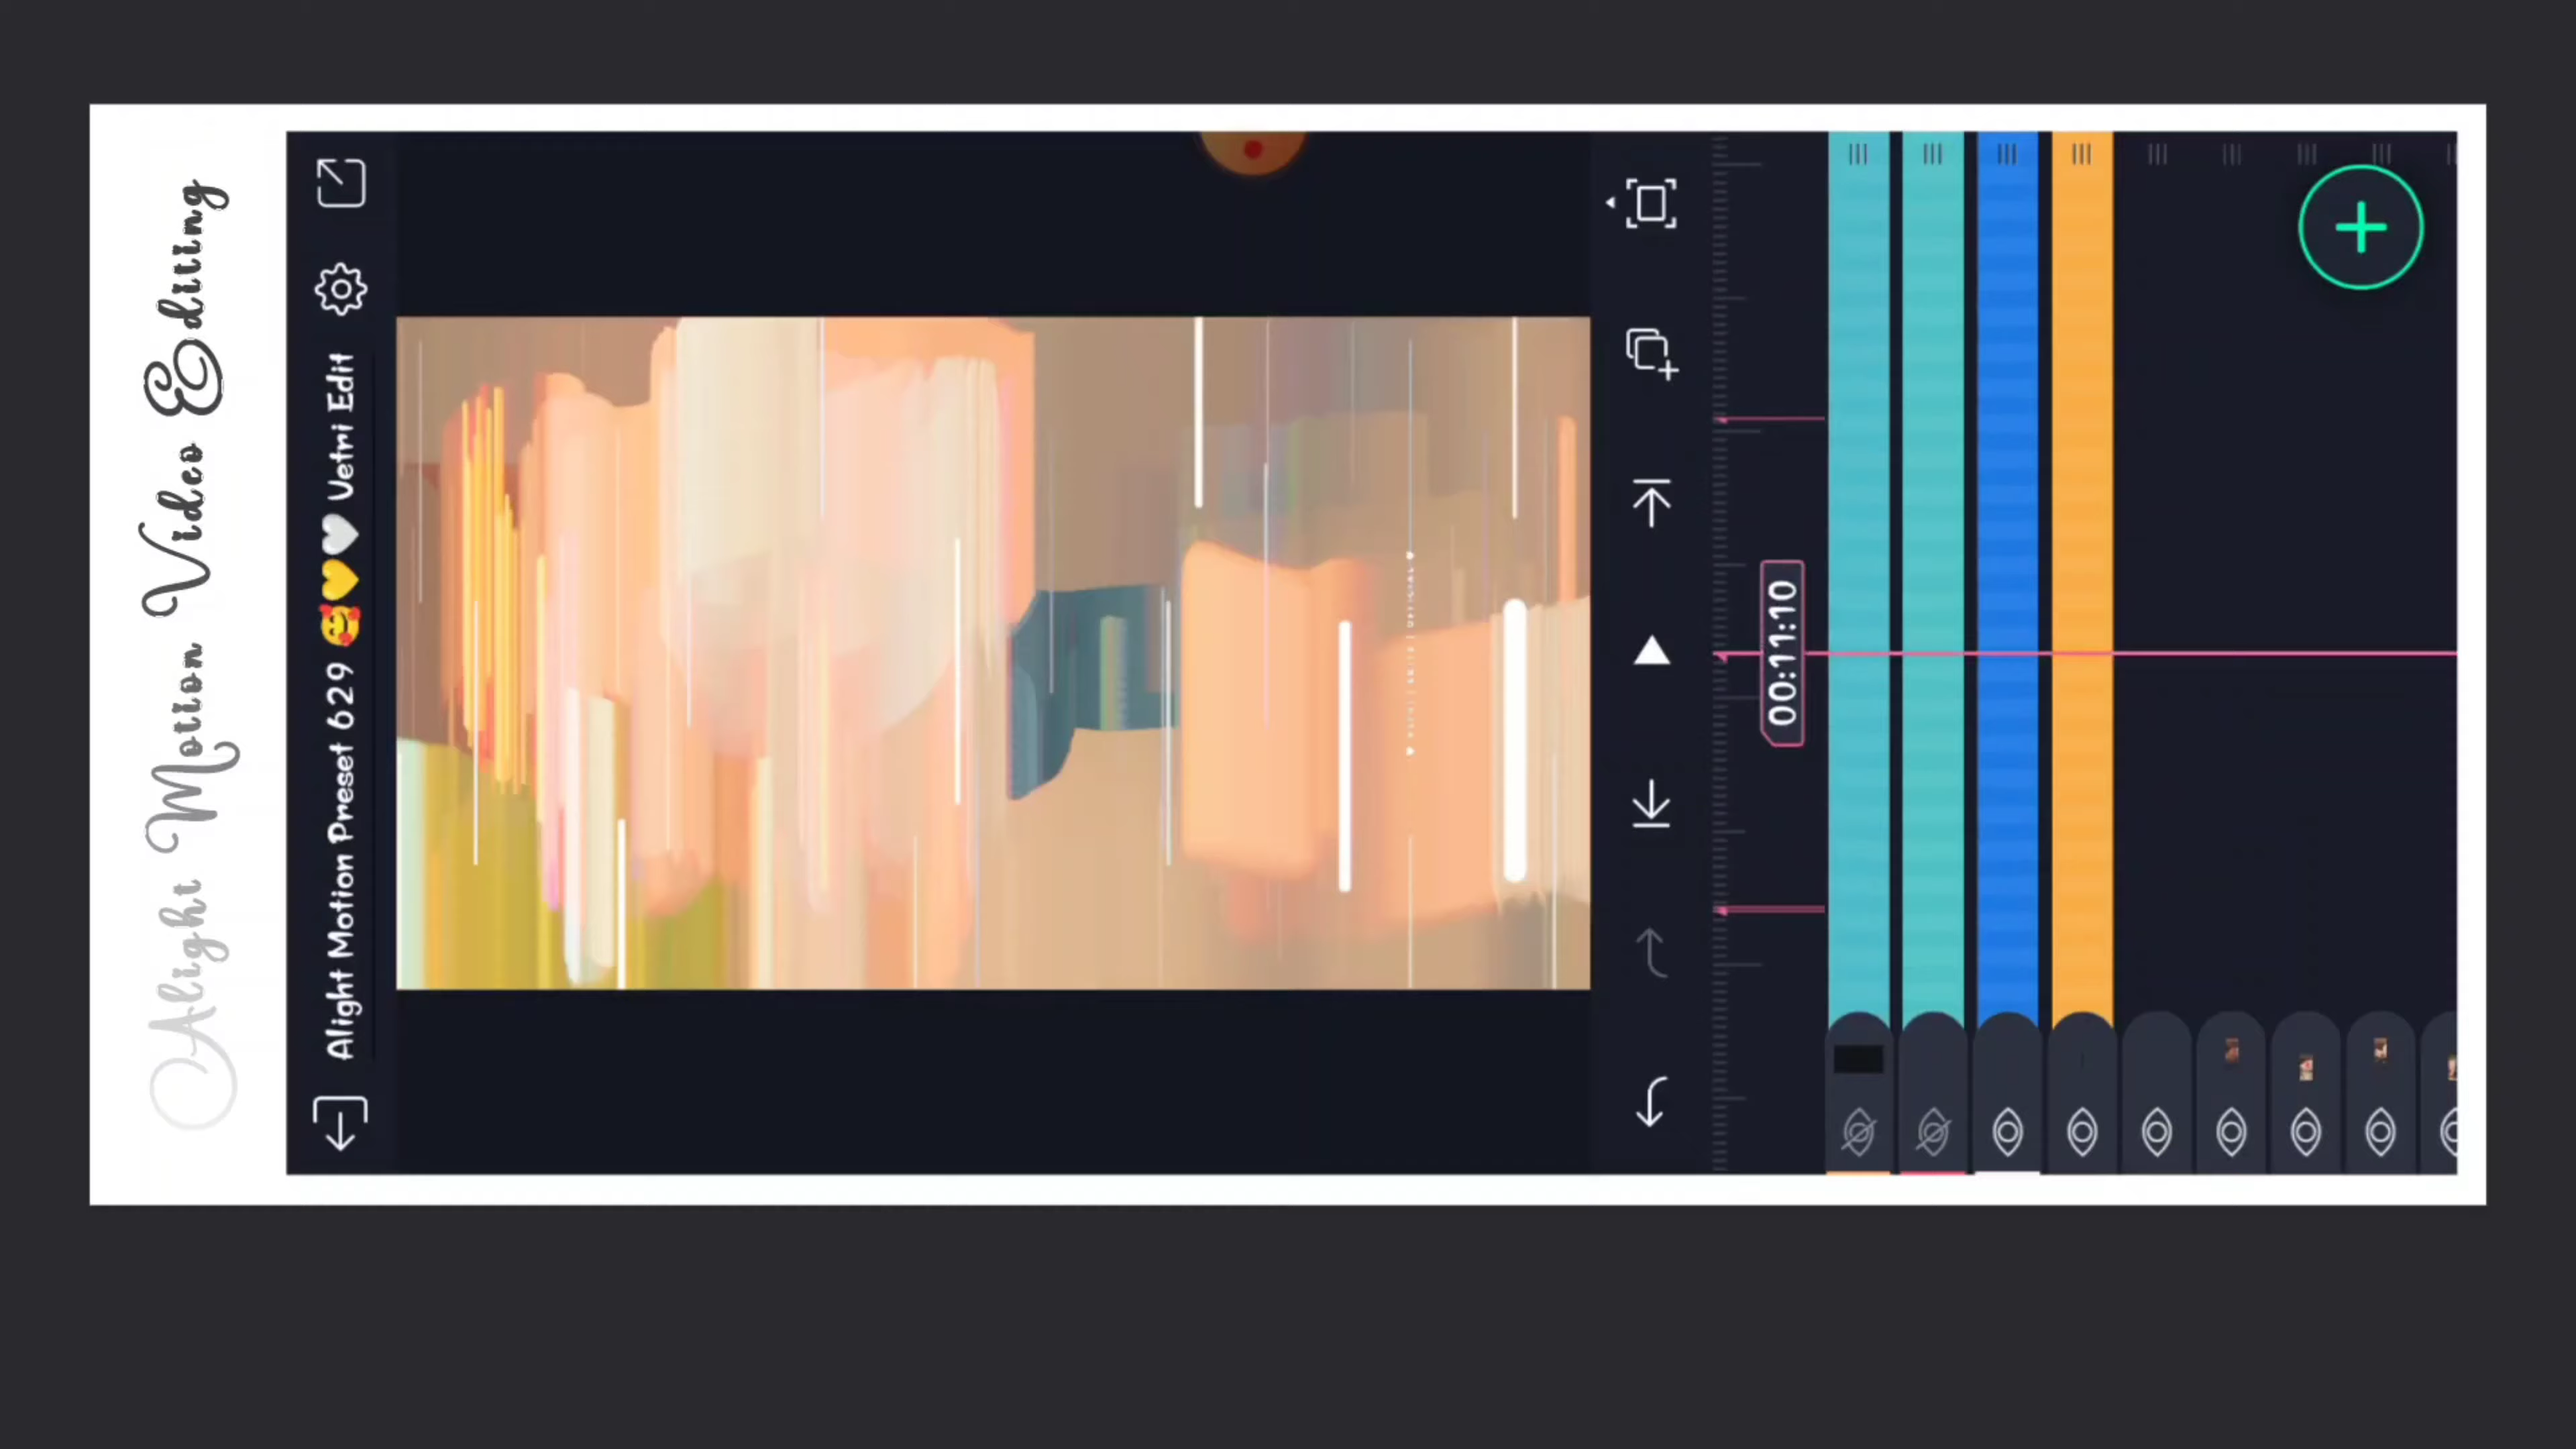 Alight Motion Video Editing
Alight Motion Preset 629 🥰💛🤍 Vetri Edit
00:11:10